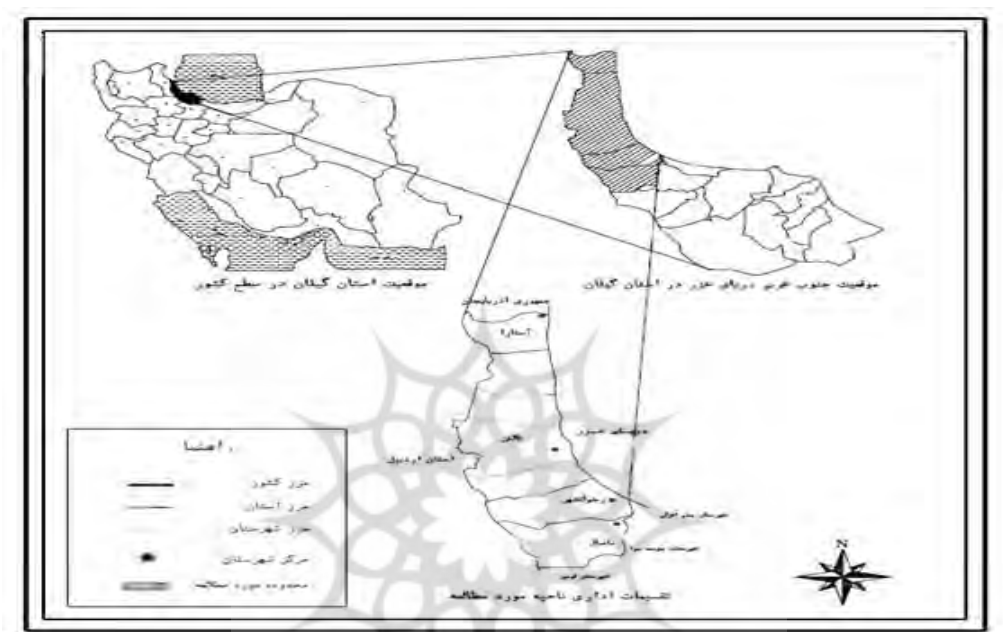 موقعیت استان گیلان در سطح کشور
موقعیت جنوب غربی دریای خزر در استان گیلان
جمهوری آذربایجان
آستارا
دریای خزر
استان اردبیل
رضوانشهر
ماسال
تقسیمات اداری ناحیه مورد مطالعه
راهنما
مرز کشور
مرز استان
مرز شهرستان
مرکز شهرستان
محدوده مورد مطالعه
N